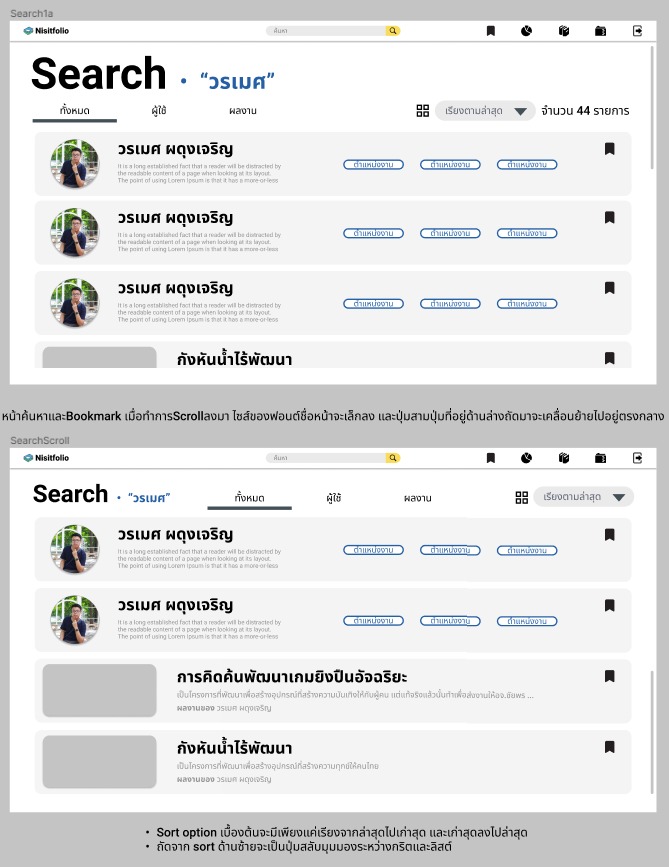 Search1a
Nisitfolio
ค้นหา
Search • “วรเมศ”
ทั้งหมด ผู้ใช้ ผลงาน
เรียงตามล่าสุด จำนวน 44 รายการ
วรเมศ ผดุงเจริญ
It is a long established fact that a reader will be distracted by
the readable content of a page when looking at its layout.
The point of using Lorem Ipsum is that it has a more-or-less
ตำแหน่งงาน ตำแหน่งงาน ตำแหน่งงาน
วรเมศ ผดุงเจริญ
It is a long established fact that a reader will be distracted by
the readable content of a page when looking at its layout.
The point of using Lorem Ipsum is that it has a more-or-less
ตำแหน่งงาน ตำแหน่งงาน ตำแหน่งงาน
วรเมศ ผดุงเจริญ
It is a long established fact that a reader will be distracted by
the readable content of a page when looking at its layout.
The point of using Lorem Ipsum is that it has a more-or-less
ตำแหน่งงาน ตำแหน่งงาน ตำแหน่งงาน
กังหันน้ำไร้พัฒนา
หน้าค้นหาและBookmark เมื่อทำการScrollลงมา ไซส์ของฟอนต์ชื่อหน้าจะเล็กลง และปุ่มสามปุ่มที่อยู่ด้านล่างถัดมาจะเคลื่อนย้ายไปอยู่ตรงกลาง
SearchScroll
Nisitfolio
ค้นหา
Search • “วรเมศ” ทั้งหมด ผู้ใช้ ผลงาน เรียงตามล่าสุด
วรเมศ ผดุงเจริญ
It is a long established fact that a reader will be distracted by
the readable content of a page when looking at its layout.
The point of using Lorem Ipsum is that it has a more-or-less
ตำแหน่งงาน ตำแหน่งงาน ตำแหน่งงาน
วรเมศ ผดุงเจริญ
It is a long established fact that a reader will be distracted by
the readable content of a page when looking at its layout.
The point of using Lorem Ipsum is that it has a more-or-less
ตำแหน่งงาน ตำแหน่งงาน ตำแหน่งงาน
การคิดค้นพัฒนาเกมยิงปืนอัจฉริยะ
เป็นโครงการที่พัฒนาเพื่อสร้างอุปกรณ์ที่สร้างความบันเทิงให้กับผู้คน แต่แท้จริงแล้วนั้นทำเพื่อส่งงานให้อจ.ชัยพร ...
ผลงานของ วรเมศ ผดุงเจริญ
กังหันน้ำไร้พัฒนา
เป็นโครงการที่พัฒนาเพื่อสร้างอุปกรณ์ที่สร้างความทุกข์ให้คนไทย
ผลงานของ วรเมศ ผดุงเจริญ
• Sort option เบื้องต้นจะมีเพียงแค่เรียงจากล่าสุดไปเก่าสุด และเก่าสุดลงไปล่าสุด
• ถัดจาก sort ด้านซ้ายจะเป็นปุ่มสลับมุมมองระหว่างกริตและลิสต์